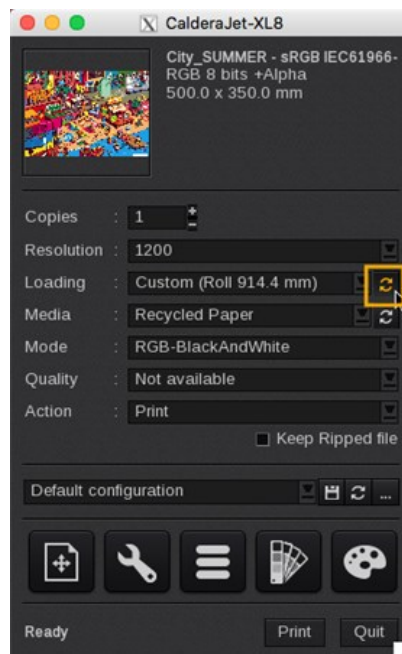 CalderaJet-XL8
City_SUMMER - sRGB IEC61966-
RGB 8 bits +Alpha
500.0 x 350.0 mm
Copies : 1
Resolution : 1200
Loading : Custom (Roll 914.4 mm)
Media : Recycled Paper
Mode : RGB-BlackAndWhite
Quality : Not available
Action : Print
Keep Ripped file
Default configuration ...
Ready Print Quit